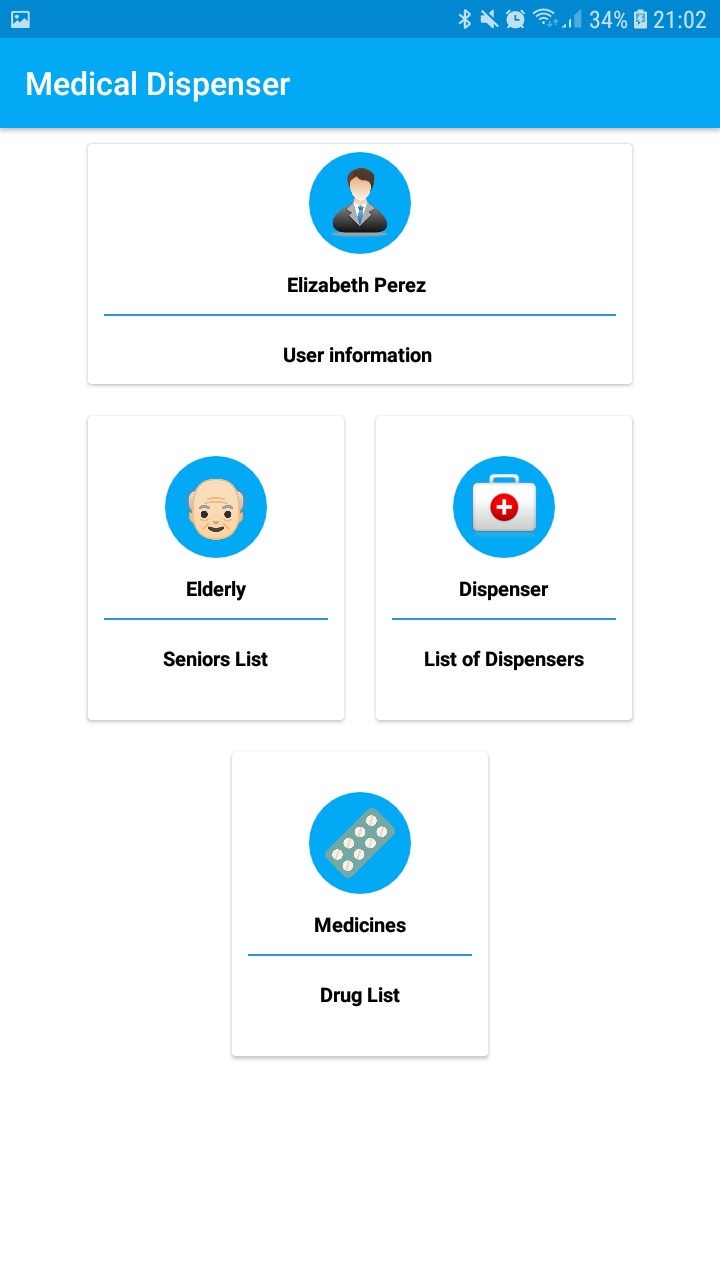 34% 21:02
Medical Dispenser
Elizabeth Perez
User information
Elderly
Seniors List
Dispenser
List of Dispensers
Medicines
Drug List